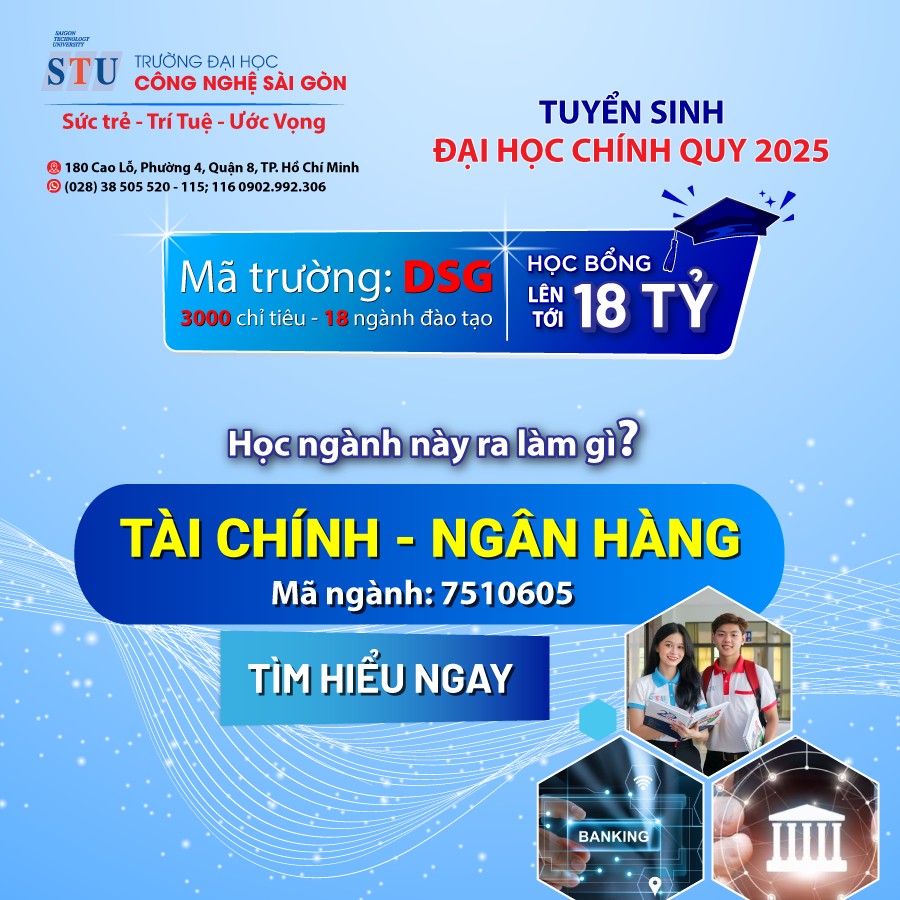 SAIGON
TECHNOLOGY
UNIVERSITY
STU
TRƯỜNG ĐẠI HỌC
CÔNG NGHỆ SÀI GÒN
Sức trẻ - Trí Tuệ - Ước Vọng
180 Cao Lỗ, Phường 4, Quận 8, TP. Hồ Chí Minh
(028) 38 505 520 - 115; 116 0902.992.306
TUYỂN SINH
ĐẠI HỌC CHÍNH QUY 2025
Mã trường: DSG
3000 chỉ tiêu - 18 ngành đào tạo
HỌC BỔNG
LÊN TỚI 18 TỶ
Học ngành này ra làm gì?
TÀI CHÍNH - NGÂN HÀNG
Mã ngành: 7510605
TÌM HIỂU NGAY
BANKING